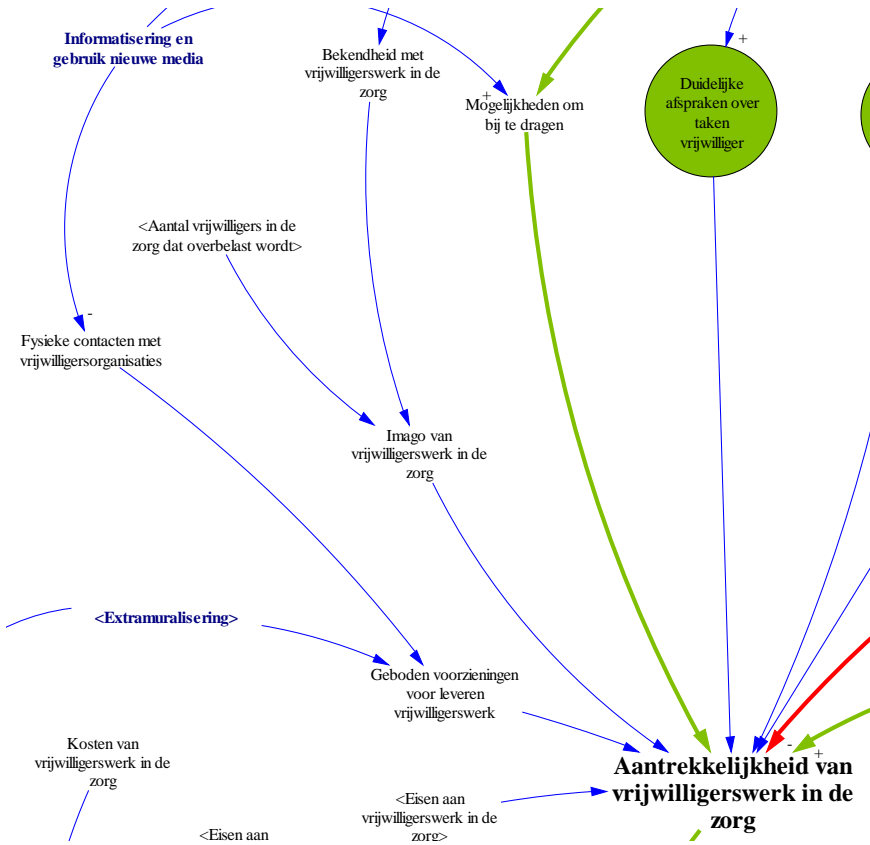 Informatisering en
gebruik nieuwe media
Bekendheid met
vrijwilligerswerk in de
zorg
+
Mogelijkheden om
bij te dragen
+
Duidelijke
afspraken over
taken
vrijwilliger
<Aantal vrijwilligers in de
zorg dat overbelast wordt>
-
Fysieke contacten met
vrijwilligersorganisaties
Imago van
vrijwilligerswerk in de
zorg
<Extramuralisering>
Geboden voorzieningen
voor leveren
vrijwilligerswerk
Kosten van
vrijwilligerswerk in de
zorg
-
+
Aantrekkelijkheid van
vrijwilligerswerk in de
zorg
<Eisen aan
vrijwilligerswerk in de
zorg>
<Eisen aan